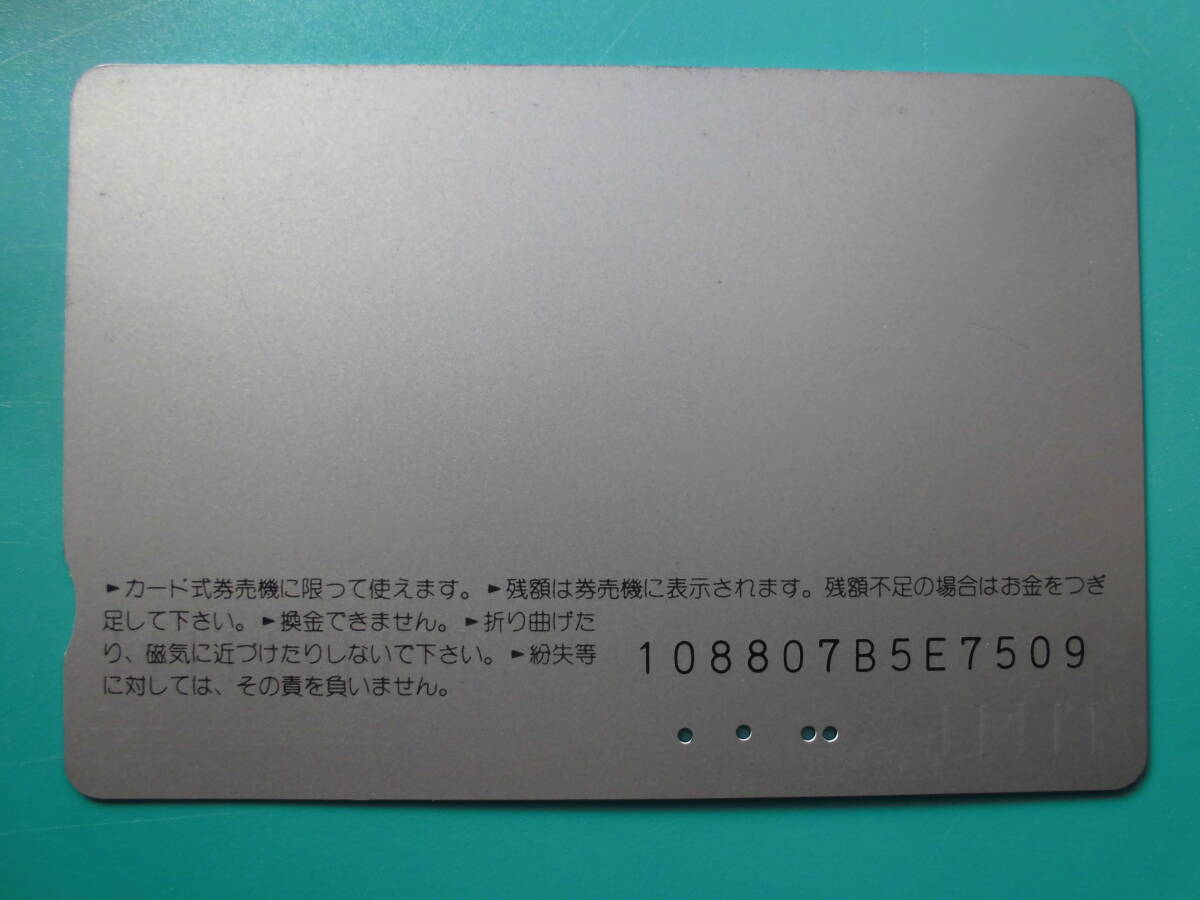 ►カード式券売機に限って使えます。►残額は券売機に表示されます。残額不足の場合はお金をつぎ
足して下さい。►換金できません。►折り曲げた
り、磁気に近づけたりしないで下さい。►紛失等
に対しては、その責を負いません。
108807B5E7509